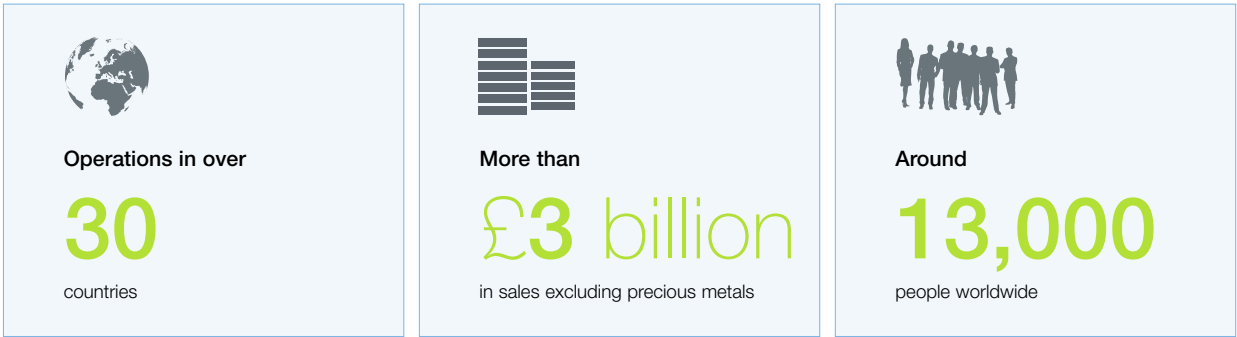 Operations in over
30
countries
More than
£3 billion
in sales excluding precious metals
Around
13,000
people worldwide